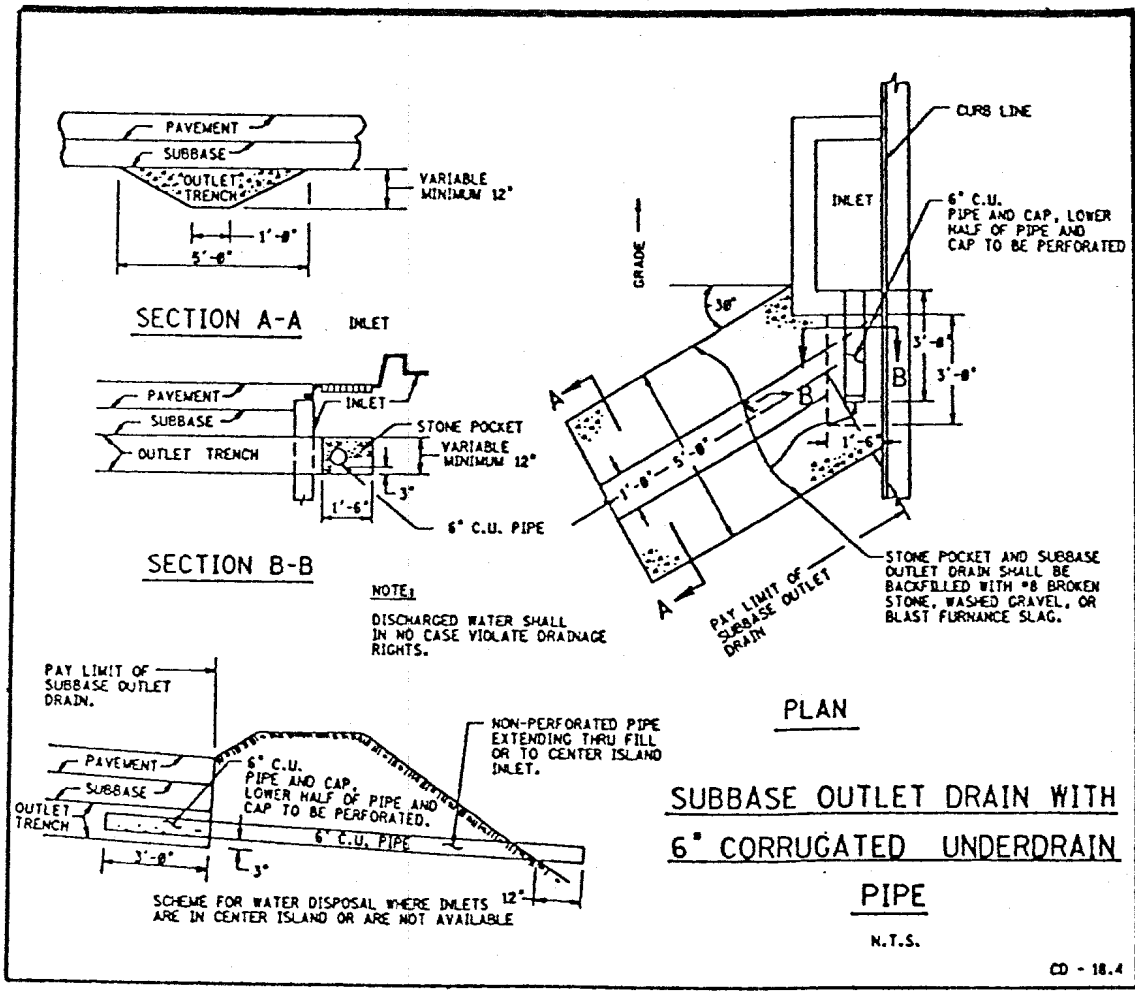 PAVEMENT
SUBBASE
OUTLET
TRENCH
VARIABLE
MINIMUM 12"
1'-0"
5'-0"
SECTION A-A
INLET
PAVEMENT
INLET
SUBBASE
STONE POCKET
OUTLET TRENCH
VARIABLE
MINIMUM 12"
3"
1'-6"
6" C.U. PIPE
SECTION B-B
NOTE:
DISCHARGED WATER SHALL
IN NO CASE VIOLATE DRAINAGE
RIGHTS.
CURB LINE
INLET
6" C.U.
PIPE AND CAP, LOWER
HALF OF PIPE AND
CAP TO BE PERFORATED
GRADE
30°
3'-0"
3'-0"
B
B
A
1'-6"
1'-0"
5'-0"
A
PAY LIMIT OF
SUBBASE OUTLET
DRAIN
STONE POCKET AND SUBBASE
OUTLET DRAIN SHALL BE
BACKFILLED WITH #8 BROKEN
STONE, WASHED GRAVEL, OR
BLAST FURNANCE SLAG.
PLAN
PAY LIMIT OF
SUBBASE OUTLET
DRAIN.
PAVEMENT
SUBBASE
OUTLET
TRENCH
6" C.U.
PIPE AND CAP,
LOWER HALF OF PIPE AND
CAP TO BE PERFORATED.
6" C.U. PIPE
NON-PERFORATED PIPE
EXTENDING THRU FILL
OR TO CENTER ISLAND
INLET.
3'-0"
3"
12"
SCHEME FOR WATER DISPOSAL WHERE INLETS
ARE IN CENTER ISLAND OR ARE NOT AVAILABLE
SUBBASE OUTLET DRAIN WITH
6" CORRUGATED UNDERDRAIN
PIPE
N.T.S.
CD - 18.4